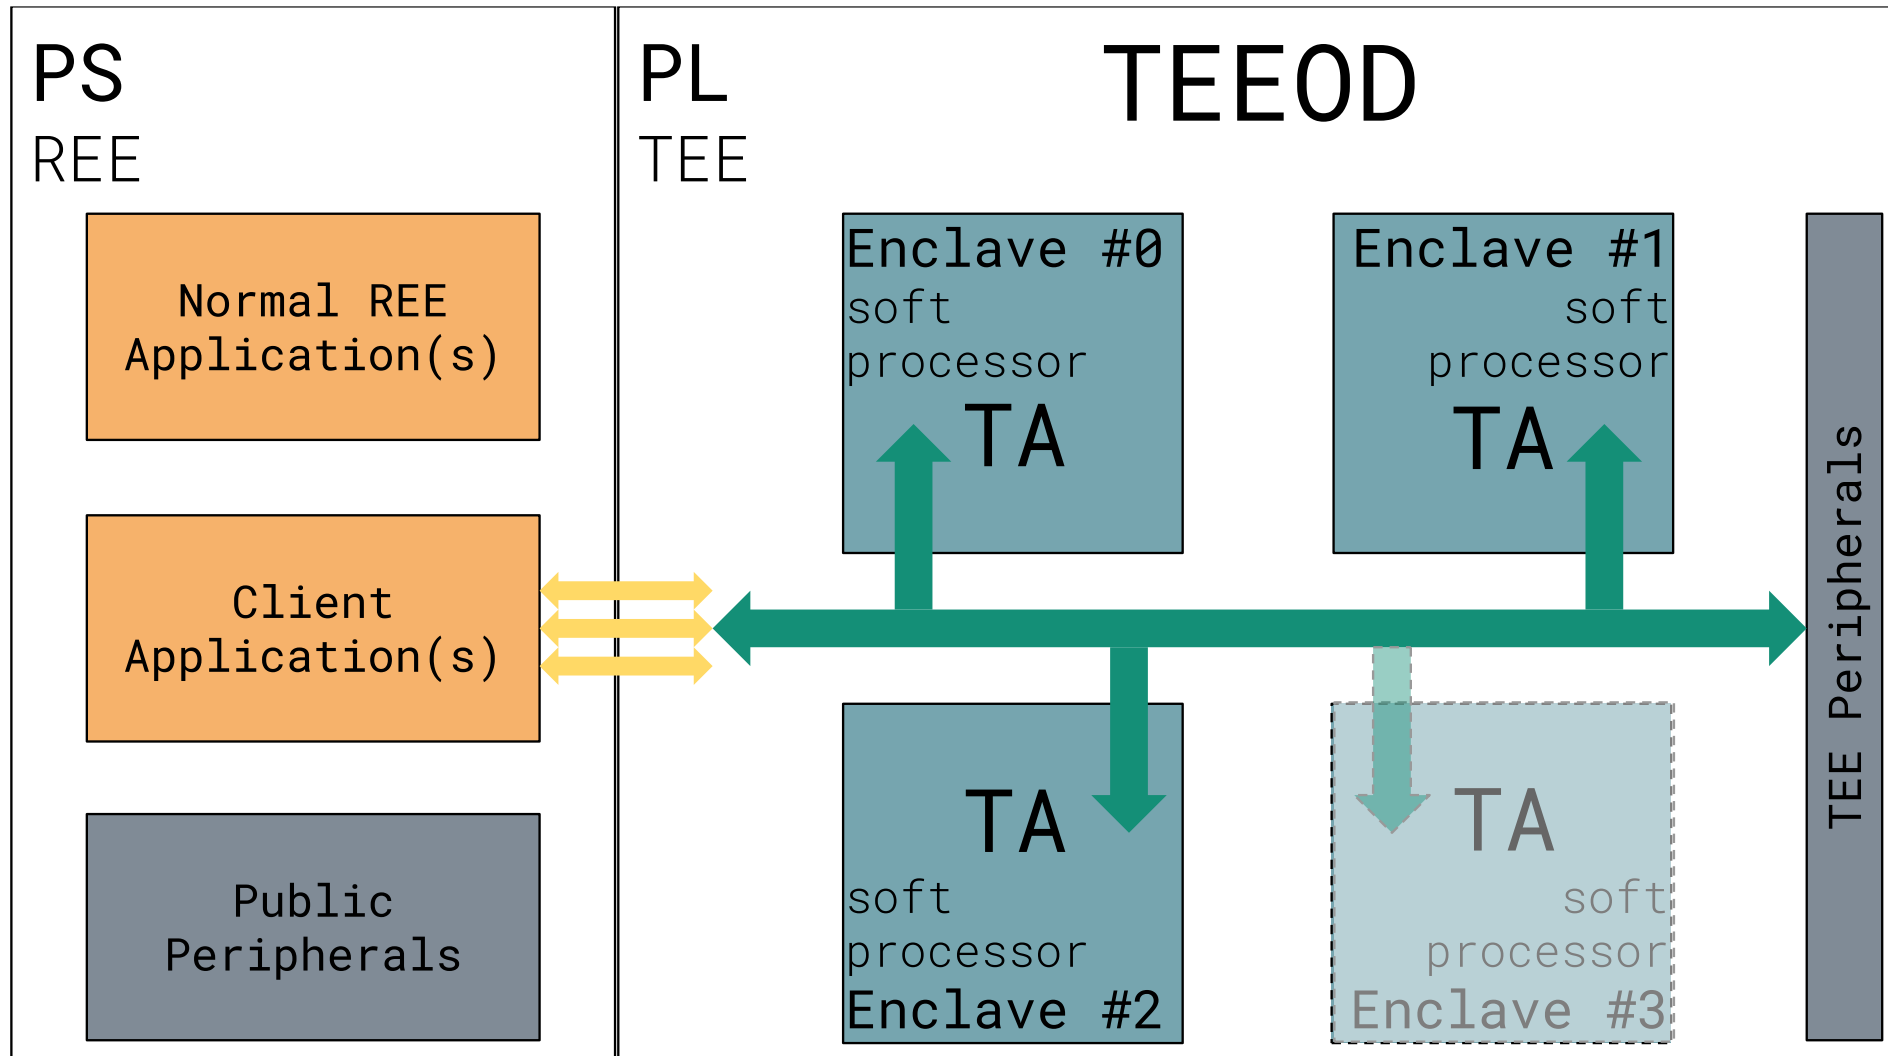 PS
REE
Normal REE
Application(s)
Client
Application(s)
Public
Peripherals
PL
TEE
TEEOD
Enclave #0
soft
processor
TA
Enclave #1
soft
processor
TA
TA
soft
processor
Enclave #2
TA
soft
processor
Enclave #3
TEE Peripherals